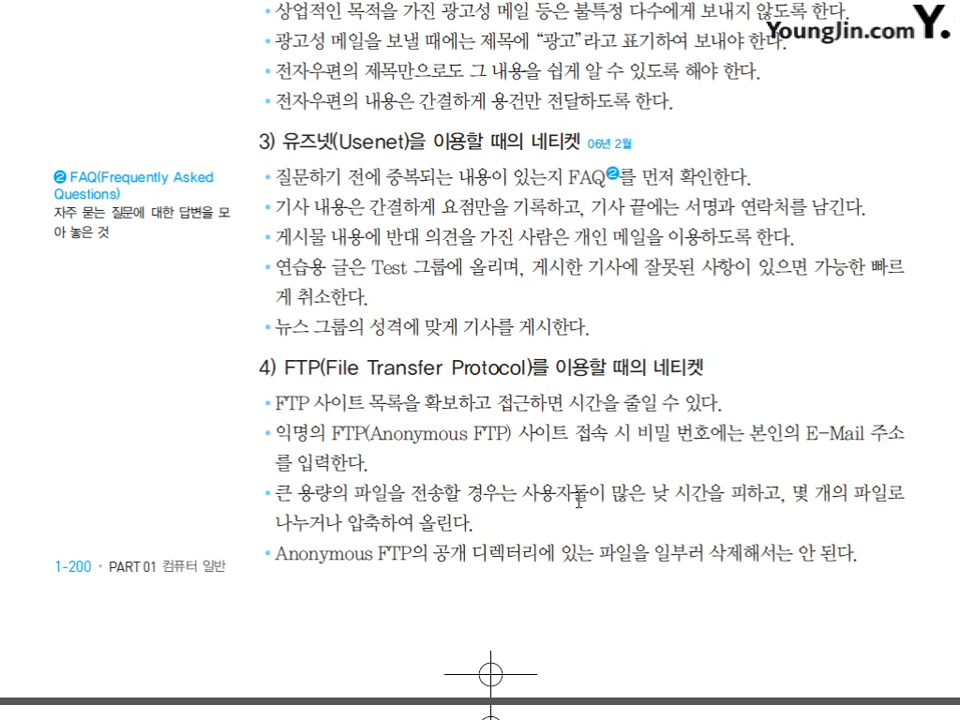 • 상업적인 목적을 가진 광고성 메일 등은 불특정 다수에게 보내지 않도록 한다.
YoungJin.com Y.
• 광고성 메일을 보낼 때에는 제목에 “광고”라고 표기하여 보내야 한다.
• 전자우편의 제목만으로도 그 내용을 쉽게 알 수 있도록 해야 한다.
• 전자우편의 내용은 간결하게 용건만 전달하도록 한다.
3) 유즈넷(Usenet)을 이용할 때의 네티켓 06년 2월
• 질문하기 전에 중복되는 내용이 있는지 FAQ❷를 먼저 확인한다.
• 기사 내용은 간결하게 요점만을 기록하고, 기사 끝에는 서명과 연락처를 남긴다.
• 게시물 내용에 반대 의견을 가진 사람은 개인 메일을 이용하도록 한다.
• 연습용 글은 Test 그룹에 올리며, 게시한 기사에 잘못된 사항이 있으면 가능한 빠르
게 취소한다.
• 뉴스 그룹의 성격에 맞게 기사를 게시한다.
❷ FAQ(Frequently Asked
Questions)
자주 묻는 질문에 대한 답변을 모
아 놓은 것
4) FTP(File Transfer Protocol)를 이용할 때의 네티켓
• FTP 사이트 목록을 확보하고 접근하면 시간을 줄일 수 있다.
• 익명의 FTP(Anonymous FTP) 사이트 접속 시 비밀 번호에는 본인의 E-Mail 주소
를 입력한다.
• 큰 용량의 파일을 전송할 경우는 사용자들이 많은 낮 시간을 피하고, 몇 개의 파일로
나누거나 압축하여 올린다.
• Anonymous FTP의 공개 디렉터리에 있는 파일을 일부러 삭제해서는 안 된다.
1-200 • PART 01 컴퓨터 일반